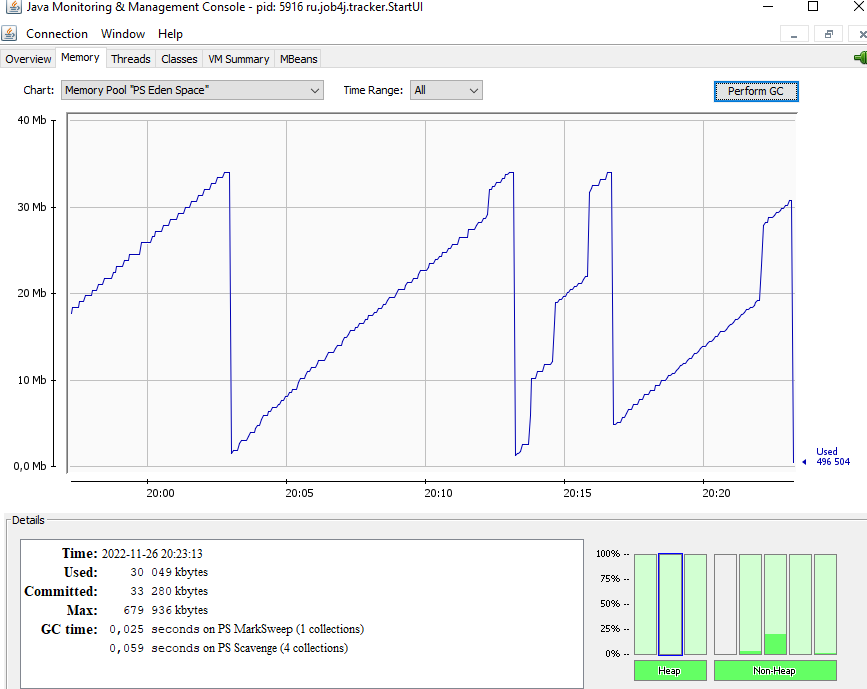 Java Monitoring & Management Console - pid: 5916 ru.job4j.tracker.StartUI
Connection Window Help
Overview Memory Threads Classes VM Summary MBeans
Chart: Memory Pool "PS Eden Space" Time Range: All Perform GC
40 Mb
30 Mb
20 Mb
10 Mb
0,0 Mb
Used
496 504
20:00 20:05 20:10 20:15 20:20
Details
Time: 2022-11-26 20:23:13
Used: 30 049 kbytes
Committed: 33 280 kbytes
Max: 679 936 kbytes
GC time: 0,025 seconds on PS MarkSweep (1 collections)
0,059 seconds on PS Scavenge (4 collections)
100% --
75% --
50% --
25% --
0% --
Heap Non-Heap